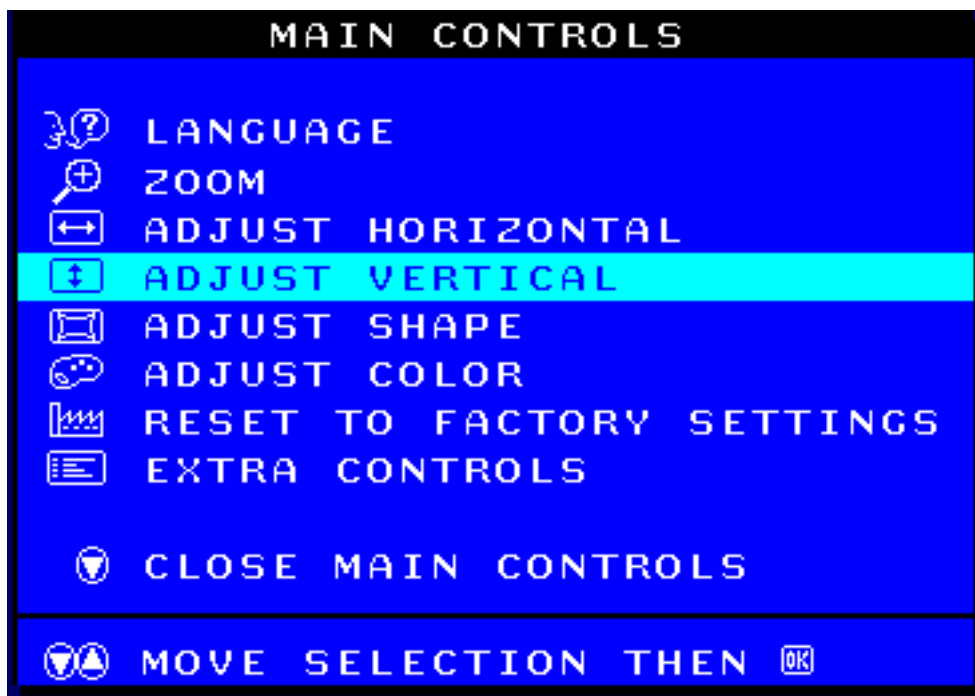 MAIN CONTROLS
LANGUAGE
ZOOM
ADJUST HORIZONTAL
ADJUST VERTICAL
ADJUST SHAPE
ADJUST COLOR
RESET TO FACTORY SETTINGS
EXTRA CONTROLS
CLOSE MAIN CONTROLS
MOVE SELECTION THEN OK